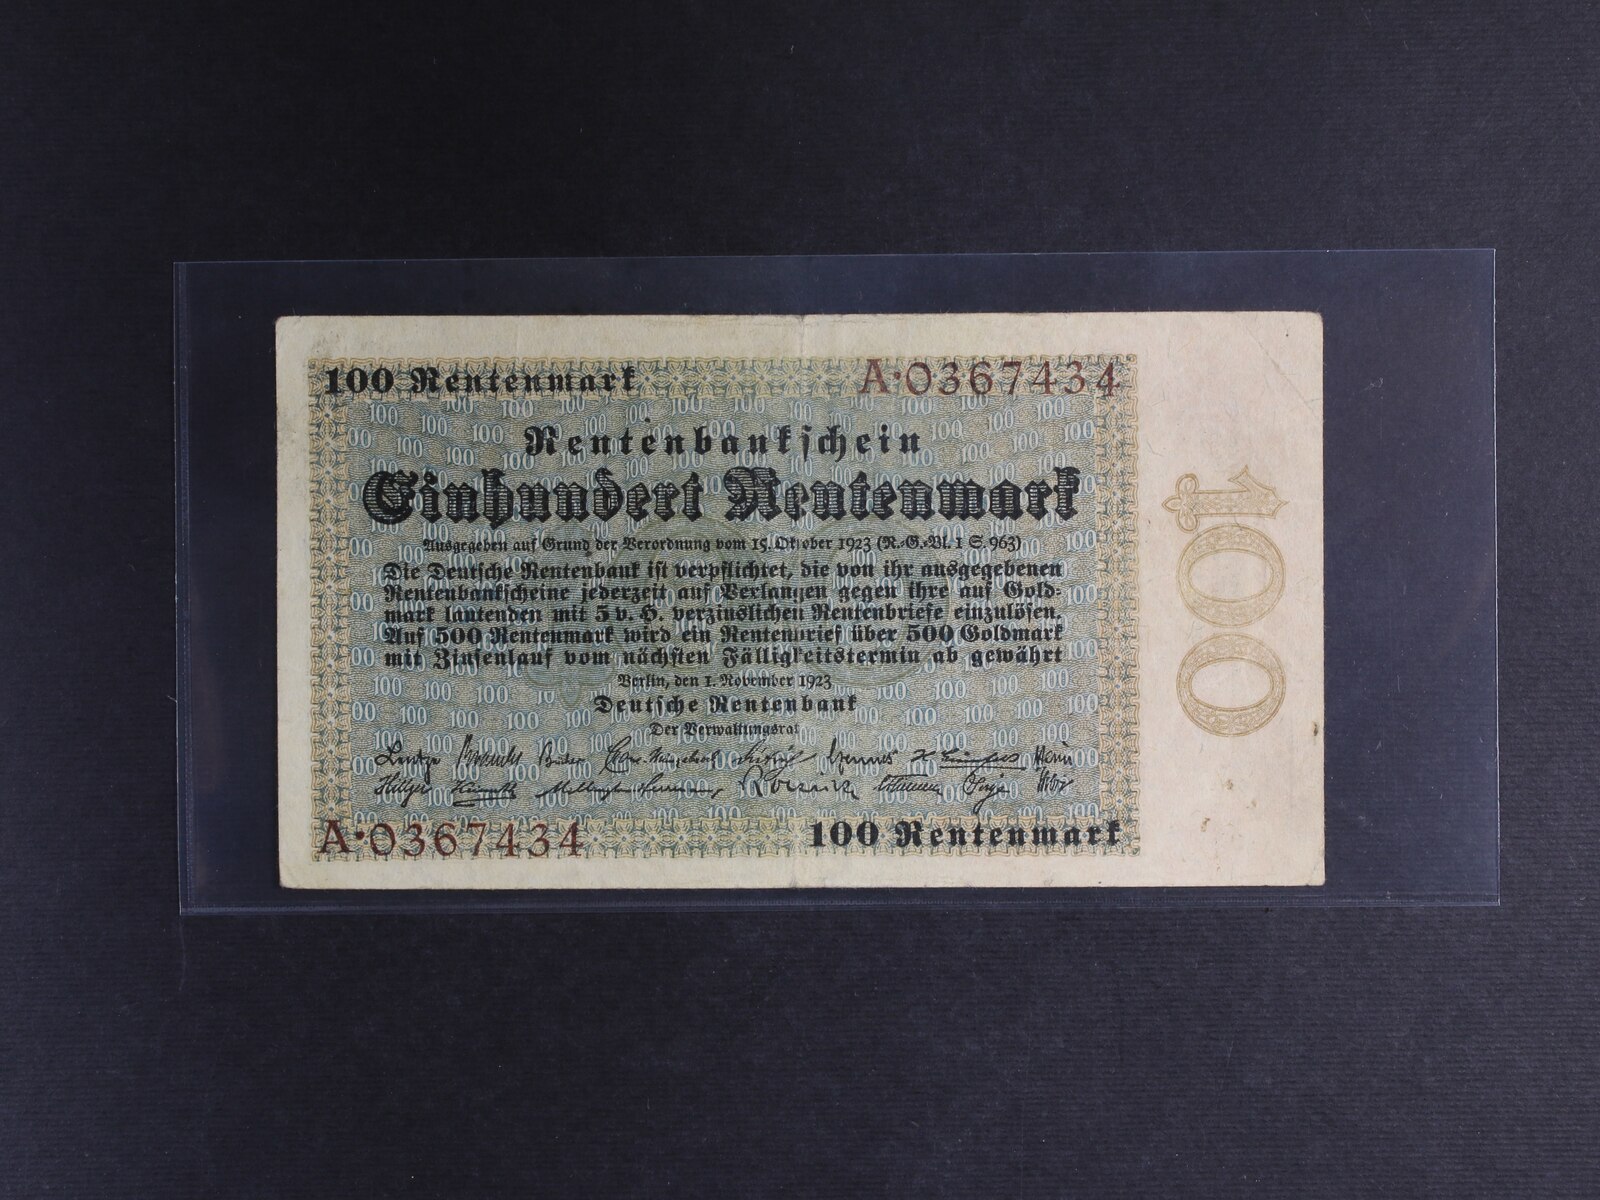 100 Rentenmark
A·0367434
Rentenbankschein
Einhundert Rentenmark
Ausgegeben auf Grund der Verordnung vom 15. Oktober 1923 (R.-G.-Bl. I S. 963)
Die Deutsche Rentenbank ist verpflichtet, die von ihr ausgegebenen
Rentenbankscheine jederzeit auf Verlangen gegen ihre auf Gold-
mark lautenden mit 5 v. H. verzinslichen Rentenbriefe einzulösen.
Auf 500 Rentenmark wird ein Rentenbrief über 500 Goldmark
mit Zinsenlauf vom nächsten Fälligkeitstermin ab gewährt
Berlin, den 1. November 1923
Deutsche Rentenbank
Der Verwaltungsrat
Lentze
A·0367434
100 Rentenmark
100